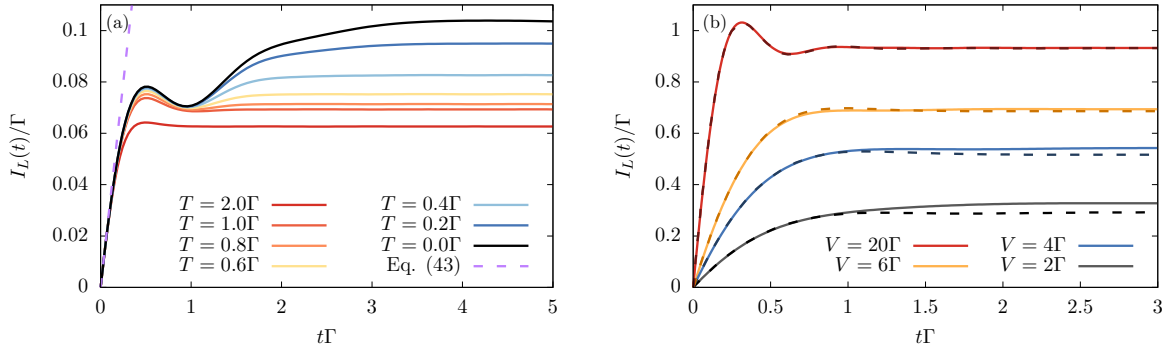 (a)
I_L(t)/Γ
0.1
0.08
0.06
0.04
0.02
0
T = 2.0Γ
T = 1.0Γ
T = 0.8Γ
T = 0.6Γ
T = 0.4Γ
T = 0.2Γ
T = 0.0Γ
Eq. (43)
0 1 2 3 4 5
tΓ
(b)
I_L(t)/Γ
1
0.8
0.6
0.4
0.2
0
V = 20Γ
V = 6Γ
V = 4Γ
V = 2Γ
0 0.5 1 1.5 2 2.5 3
tΓ